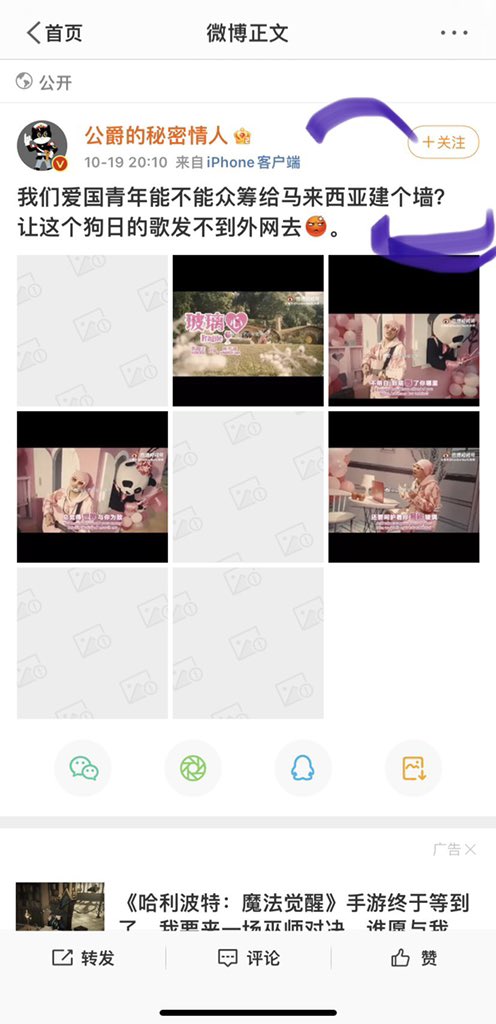 首页
微博正文
公开
公爵的秘密情人
+关注
10-19 20:10 来自iPhone客户端
我们爱国青年能不能众筹给马来西亚建个墙?
让这个狗日的歌发不到外网去。
玻璃心
Fragile
广告
《哈利波特:魔法觉醒》手游终于等到
了，我要来一场巫师对决，谁愿与我
转发
评论
赞